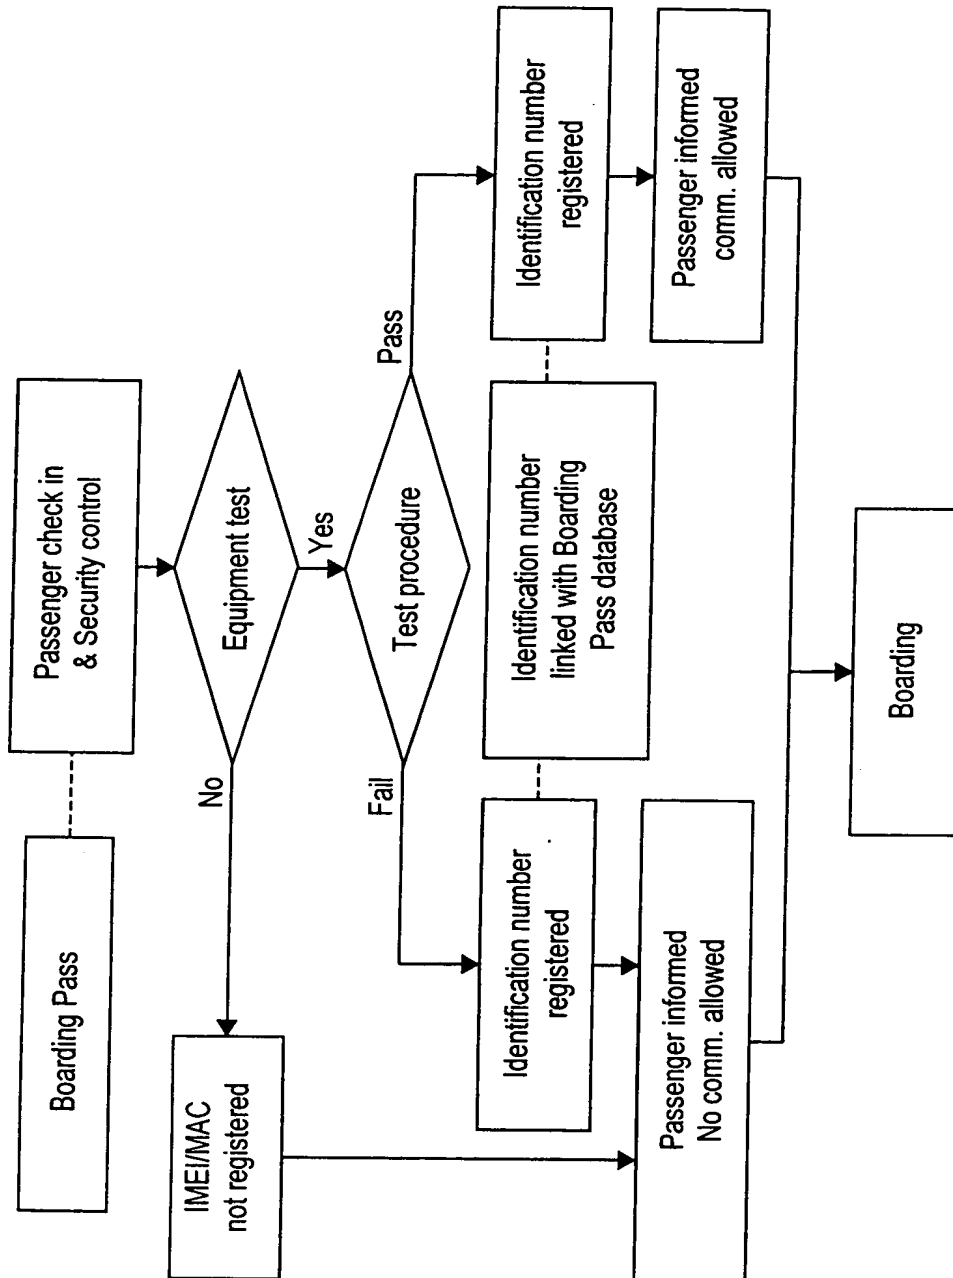 Boarding Pass
Passenger check in
& Security control
Equipment test
No
Yes
IMEI/MAC
not registered
Test procedure
Fail
Pass
Identification number
registered
Identification number
linked with Boarding
Pass database
Identification number
registered
Passenger informed
No comm. allowed
Passenger informed
comm. allowed
Boarding